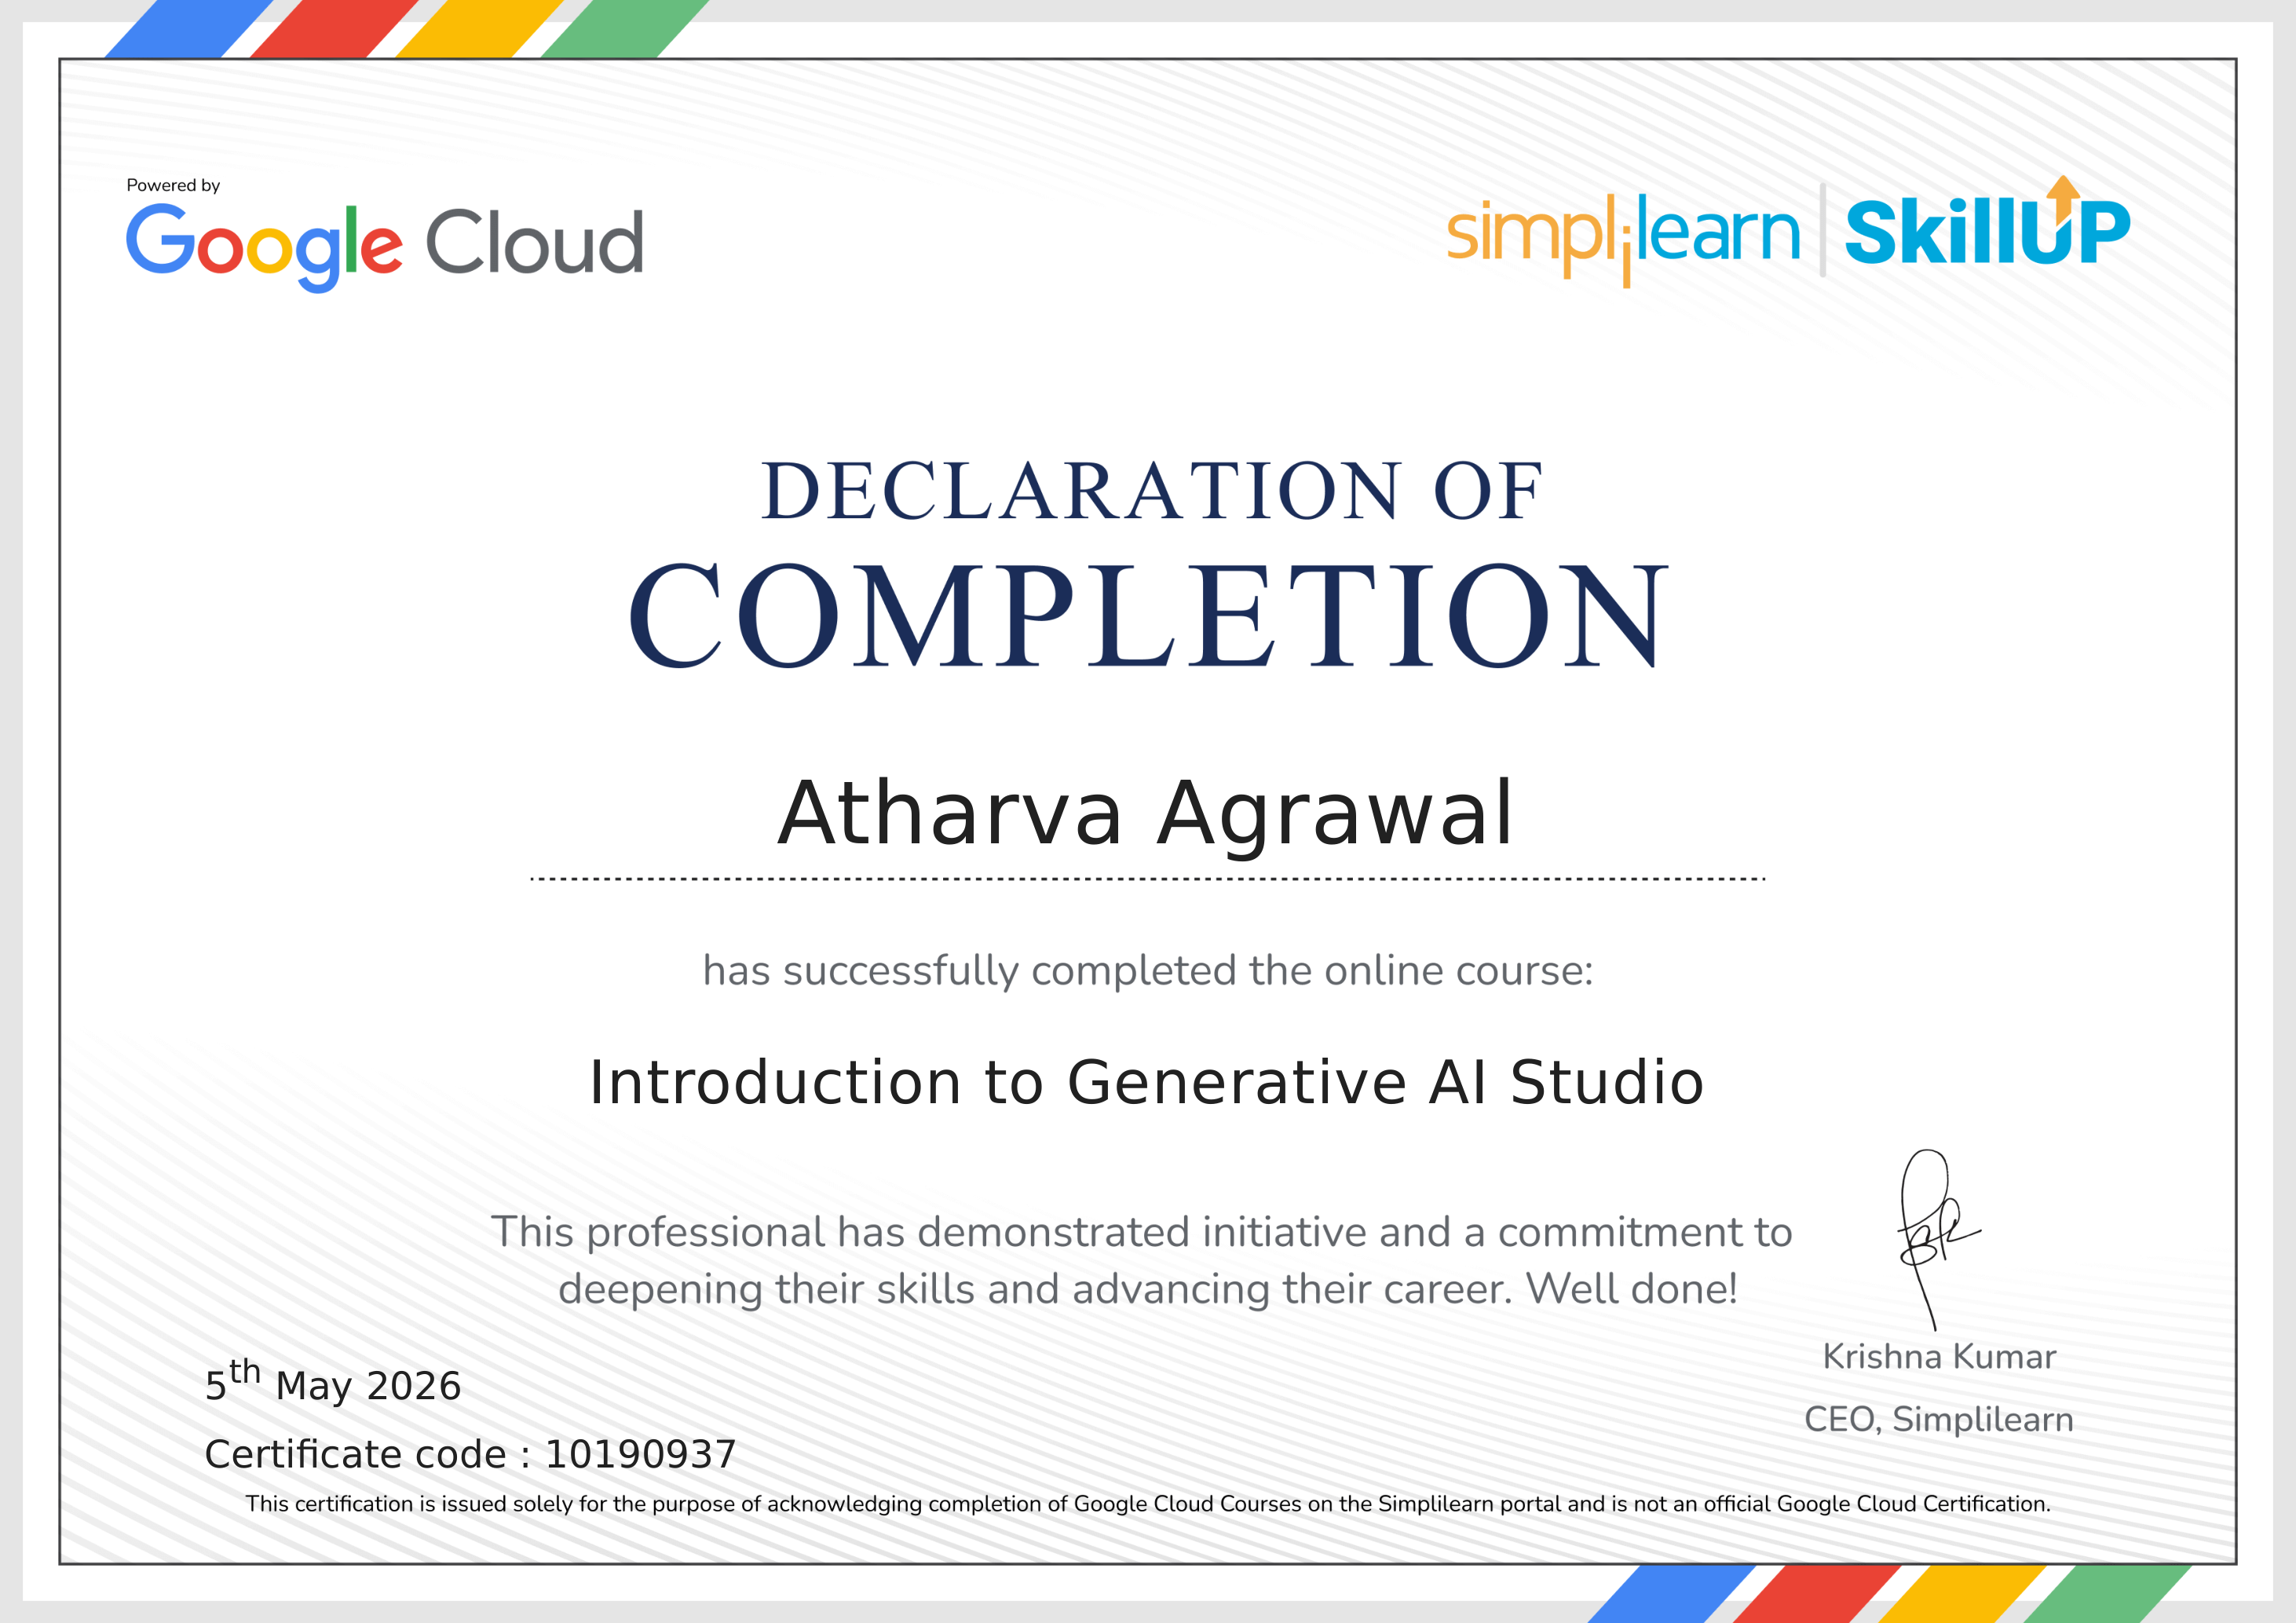 Powered by
Google Cloud
simplilearn | SkillUP
DECLARATION OF
COMPLETION
Atharva Agrawal
has successfully completed the online course:
Introduction to Generative AI Studio
This professional has demonstrated initiative and a commitment to
deepening their skills and advancing their career. Well done!
Krishna Kumar
CEO, Simplilearn
5th May 2026
Certificate code : 10190937
This certification is issued solely for the purpose of acknowledging completion of Google Cloud Courses on the Simplilearn portal and is not an official Google Cloud Certification.